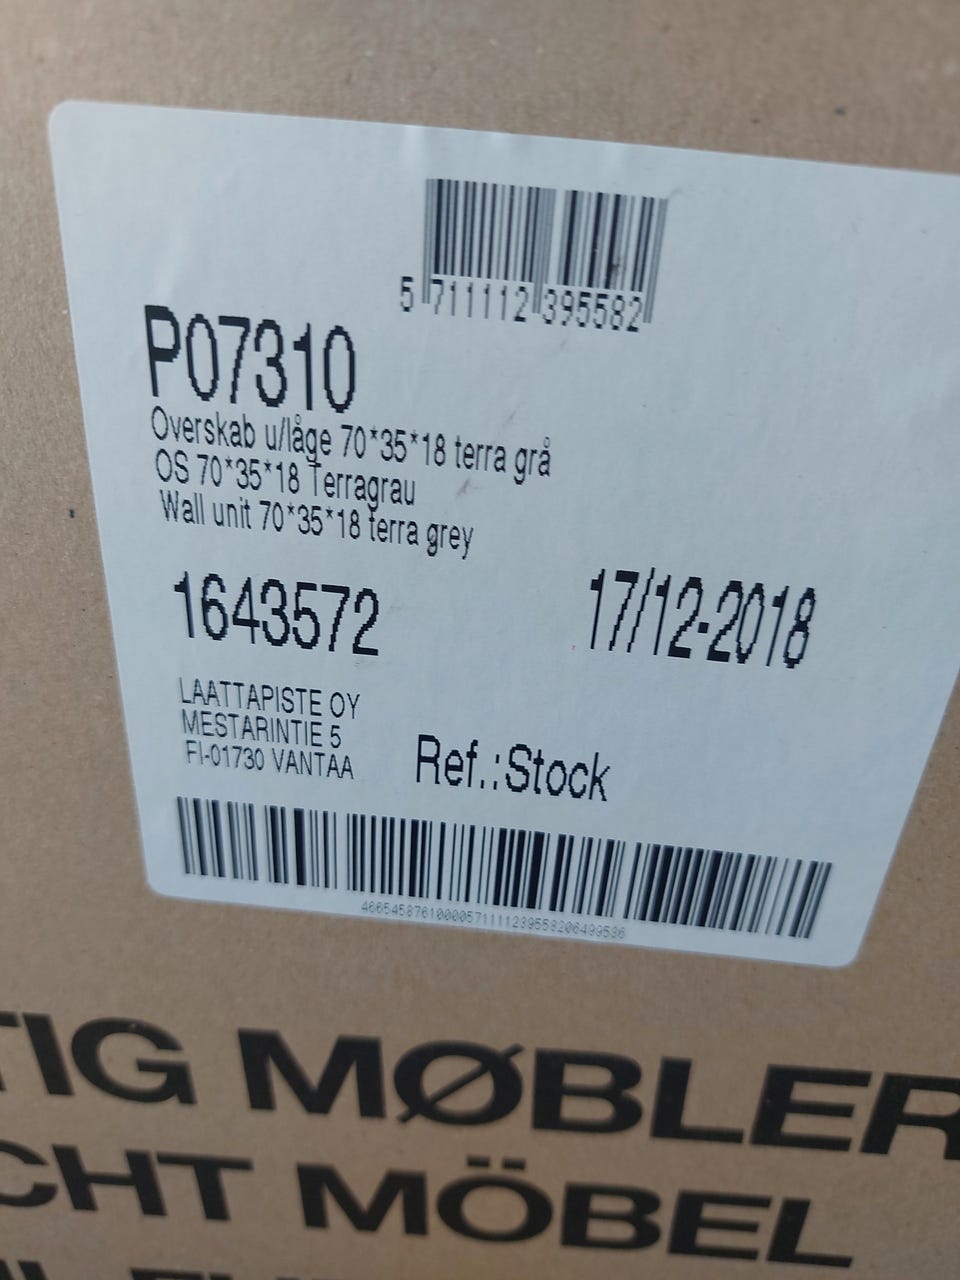 5 711112 395582
P07310
Overskab u/låge 70*35*18 terra grå
OS 70*35*18 Terragrau
Wall unit 70*35*18 terra grey
1643572
17/12-2018
LAATTAPISTE OY
MESTARINTIE 5
FI-01730 VANTAA
Ref.:Stock
46654587610000571111239558206499536
TIG MØBLER
CHT MÖBEL